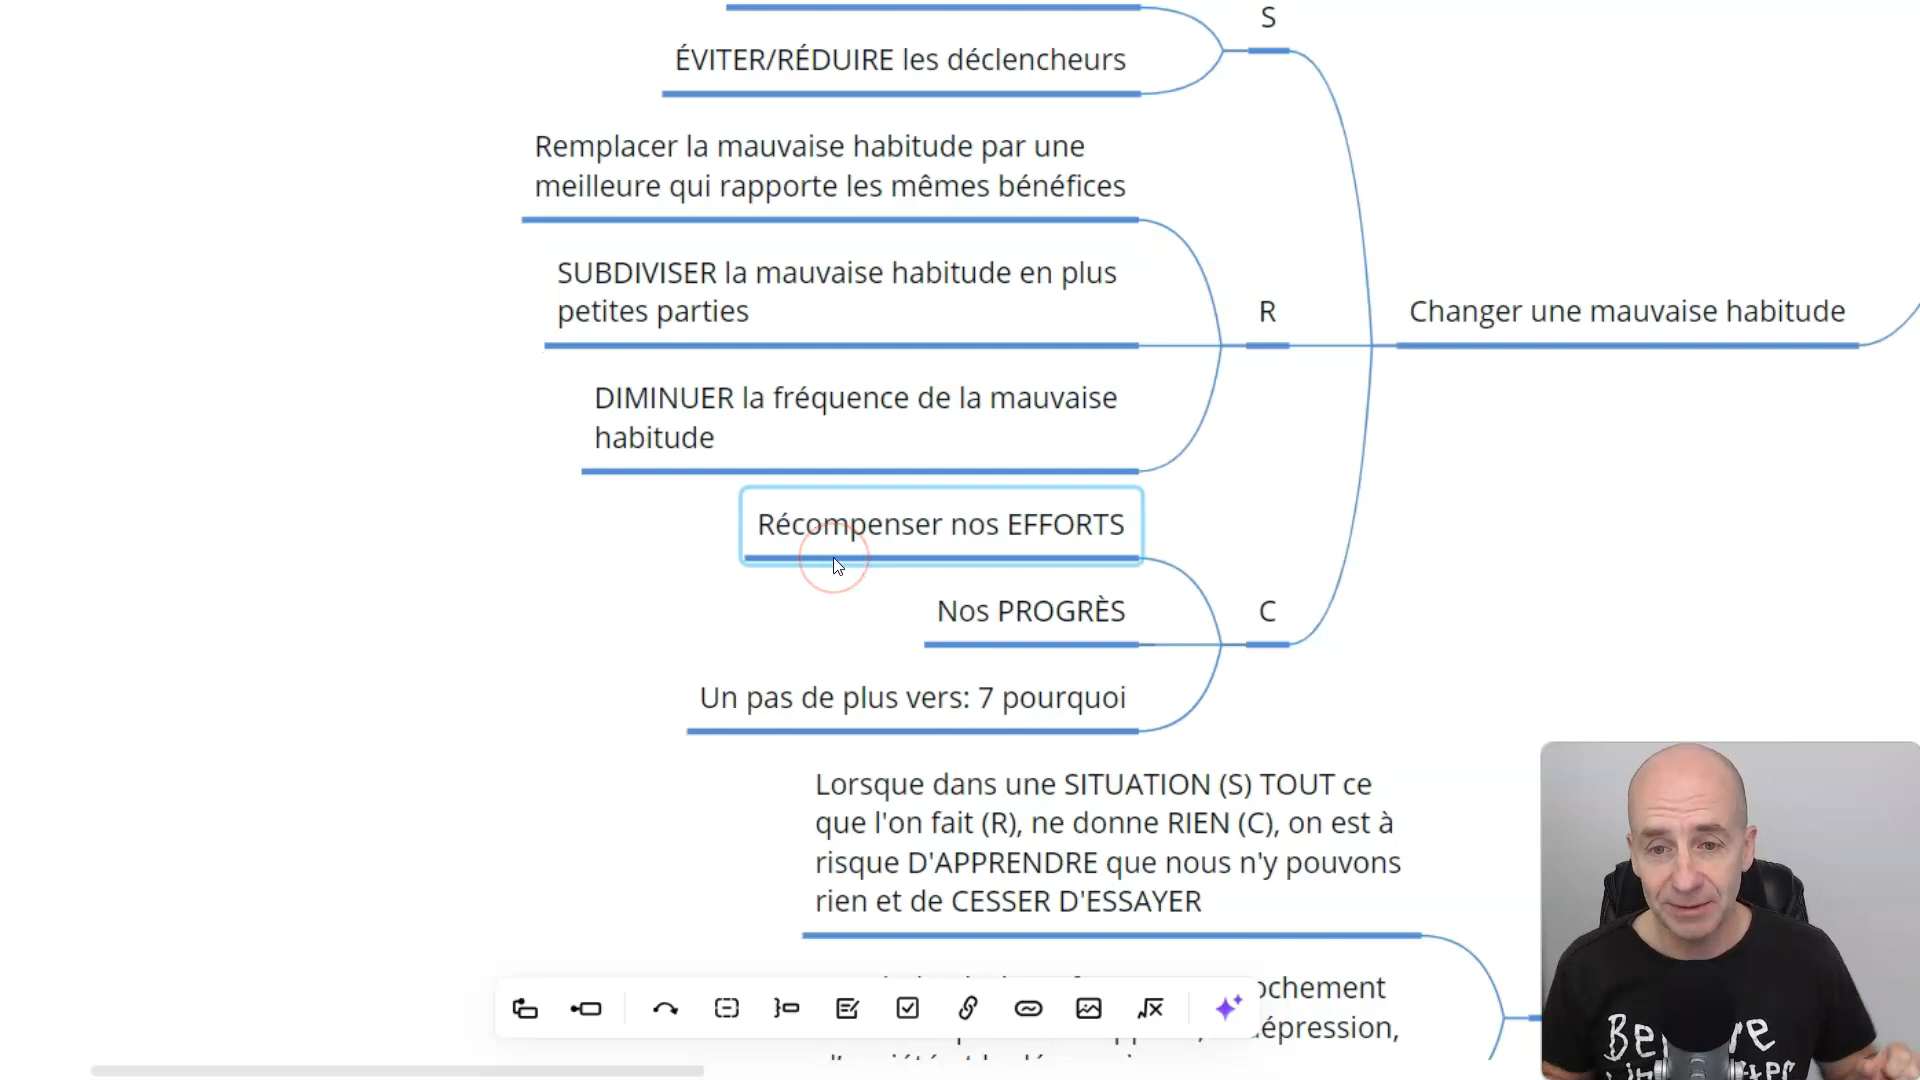 S
ÉVITER/RÉDUIRE les déclencheurs
Remplacer la mauvaise habitude par une
meilleure qui rapporte les mêmes bénéfices
SUBDIVISER la mauvaise habitude en plus
petites parties
R
Changer une mauvaise habitude
DIMINUER la fréquence de la mauvaise
habitude
Récompenser nos EFFORTS
Nos PROGRÈS
C
Un pas de plus vers: 7 pourquoi
Lorsque dans une SITUATION (S) TOUT ce
que l'on fait (R), ne donne RIEN (C), on est à
risque D'APPRENDRE que nous n'y pouvons
rien et de CESSER D'ESSAYER